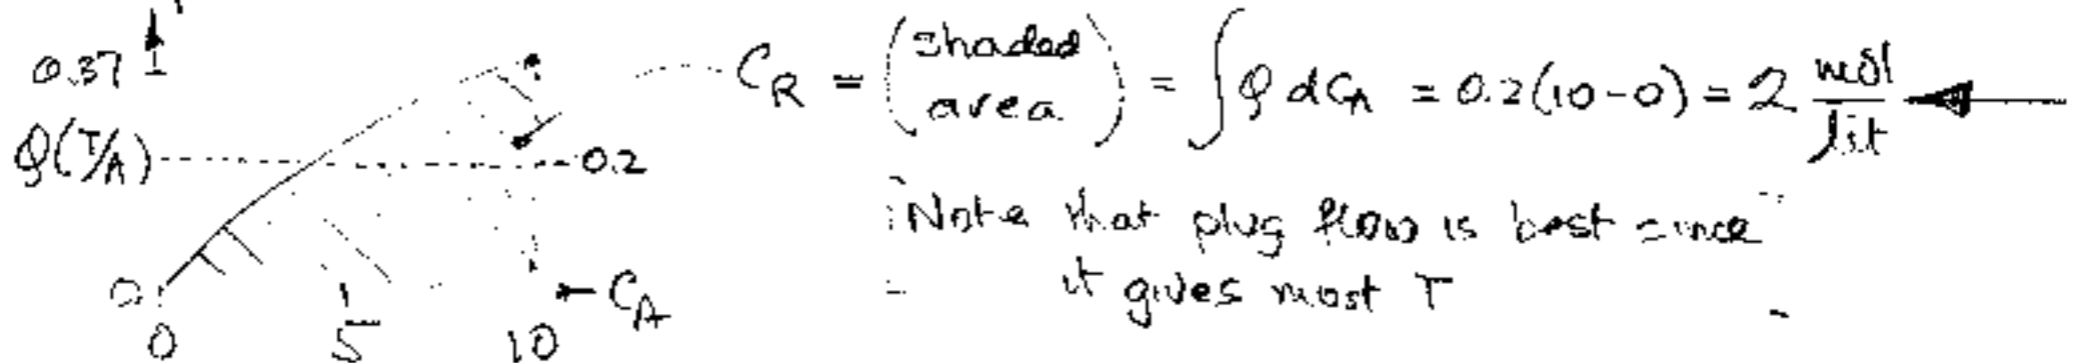 0.37
C_R = (shaded area) = ∫φ dC_A = 0.2(10-0) = 2 mol/lit
φ(T/A)
0.2
Note that plug flow is best since
it gives most T
0
C_A
0 5 10